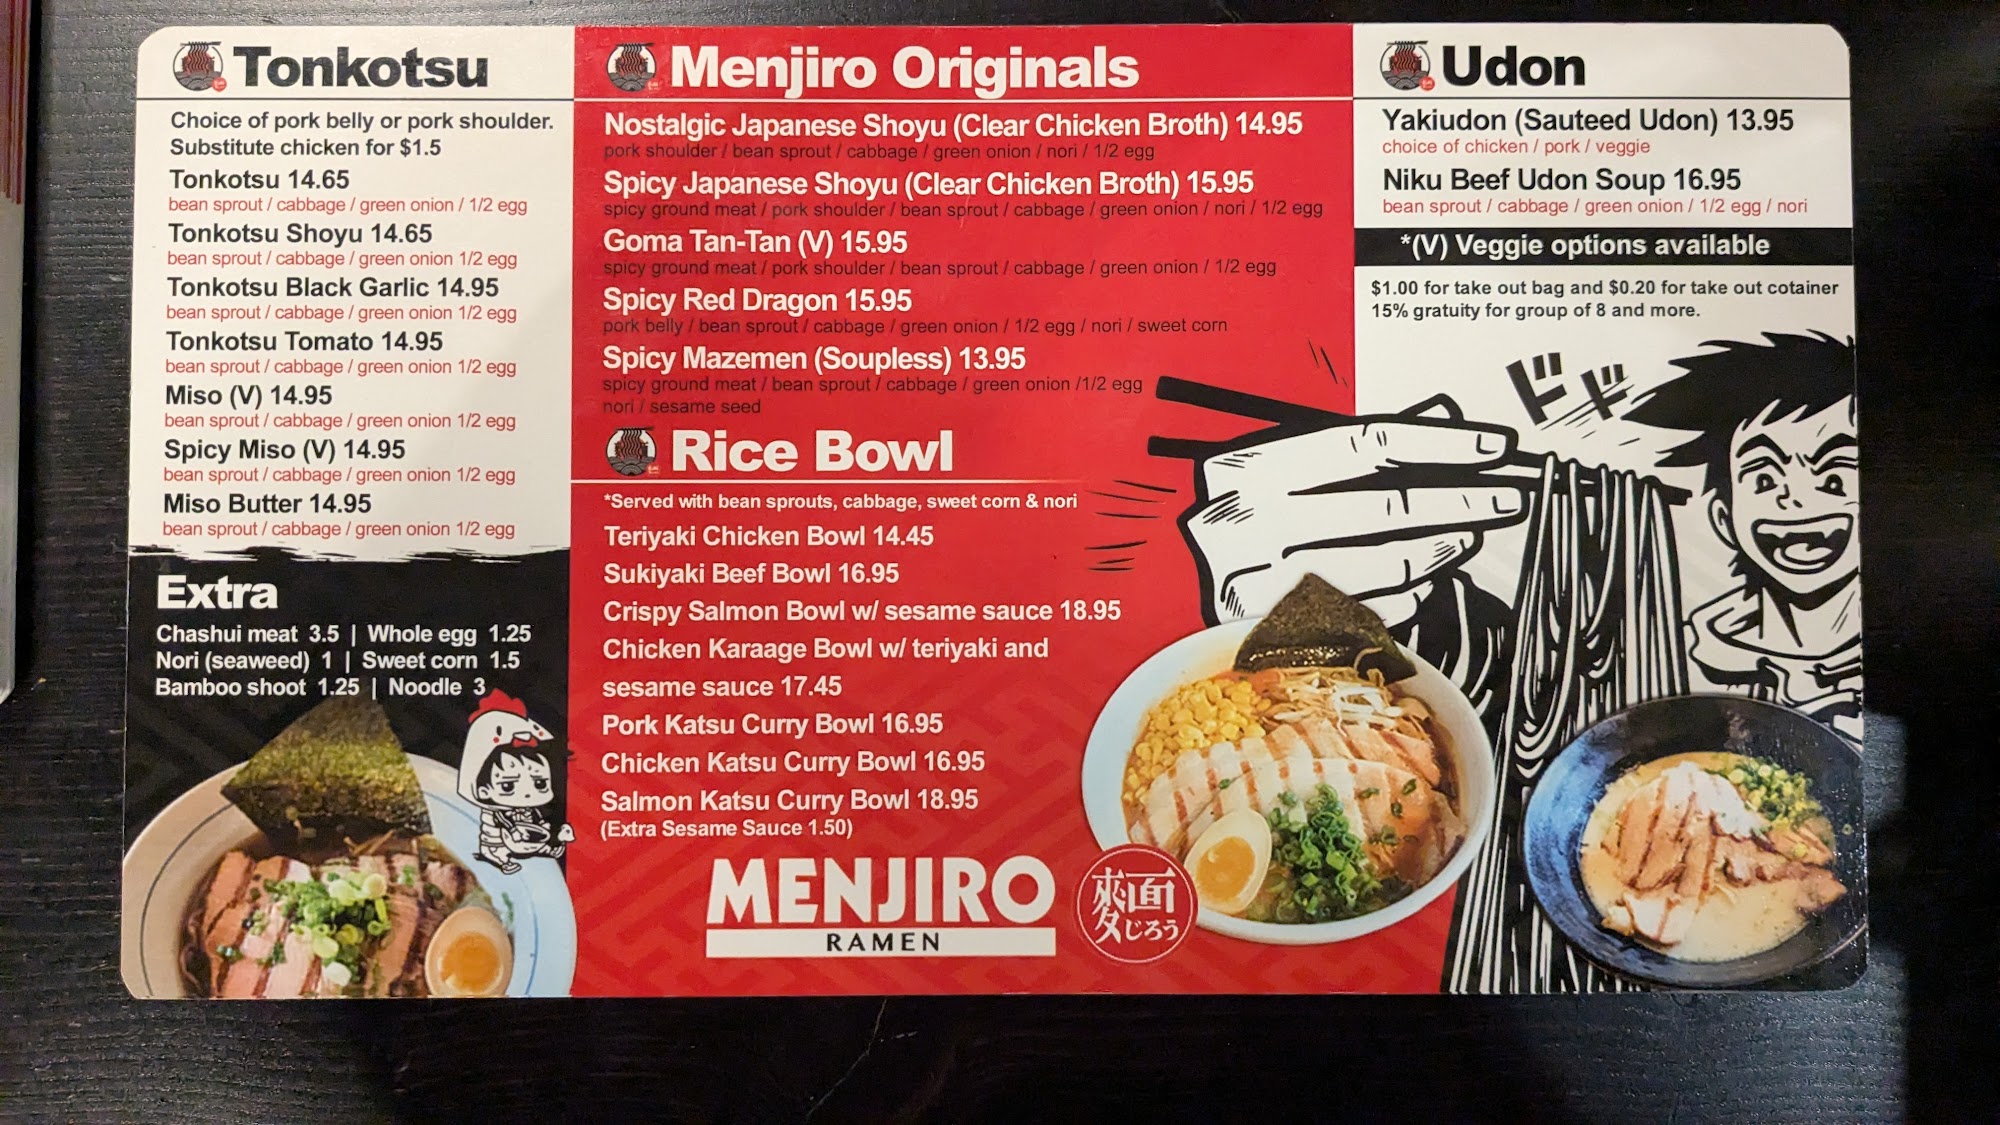 Tonkotsu
Choice of pork belly or pork shoulder.
Substitute chicken for $1.5
Tonkotsu 14.65
bean sprout / cabbage / green onion / 1/2 egg
Tonkotsu Shoyu 14.65
bean sprout / cabbage / green onion 1/2 egg
Tonkotsu Black Garlic 14.95
bean sprout / cabbage / green onion 1/2 egg
Tonkotsu Tomato 14.95
bean sprout / cabbage / green onion 1/2 egg
Miso (V) 14.95
bean sprout / cabbage / green onion 1/2 egg
Spicy Miso (V) 14.95
bean sprout / cabbage / green onion 1/2 egg
Miso Butter 14.95
bean sprout / cabbage / green onion 1/2 egg
Extra
Chashui meat 3.5 | Whole egg 1.25
Nori (seaweed) 1 | Sweet corn 1.5
Bamboo shoot 1.25 | Noodle 3
Menjiro Originals
Nostalgic Japanese Shoyu (Clear Chicken Broth) 14.95
pork shoulder / bean sprout / cabbage / green onion / nori / 1/2 egg
Spicy Japanese Shoyu (Clear Chicken Broth) 15.95
spicy ground meat / pork shoulder / bean sprout / cabbage / green onion / nori / 1/2 egg
Goma Tan-Tan (V) 15.95
spicy ground meat / pork shoulder / bean sprout / cabbage / green onion / 1/2 egg
Spicy Red Dragon 15.95
pork belly / bean sprout / cabbage / green onion / 1/2 egg / nori / sweet corn
Spicy Mazemen (Soupless) 13.95
spicy ground meat / bean sprout / cabbage / green onion /1/2 egg
nori / sesame seed
Rice Bowl
*Served with bean sprouts, cabbage, sweet corn & nori
Teriyaki Chicken Bowl 14.45
Sukiyaki Beef Bowl 16.95
Crispy Salmon Bowl w/ sesame sauce 18.95
Chicken Karaage Bowl w/ teriyaki and
sesame sauce 17.45
Pork Katsu Curry Bowl 16.95
Chicken Katsu Curry Bowl 16.95
Salmon Katsu Curry Bowl 18.95
(Extra Sesame Sauce 1.50)
MENJIRO
RAMEN
麵
じろう
Udon
Yakiudon (Sauteed Udon) 13.95
choice of chicken / pork / veggie
Niku Beef Udon Soup 16.95
bean sprout / cabbage / green onion / 1/2 egg / nori
*(V) Veggie options available
$1.00 for take out bag and $0.20 for take out cotainer
15% gratuity for group of 8 and more.
ドド